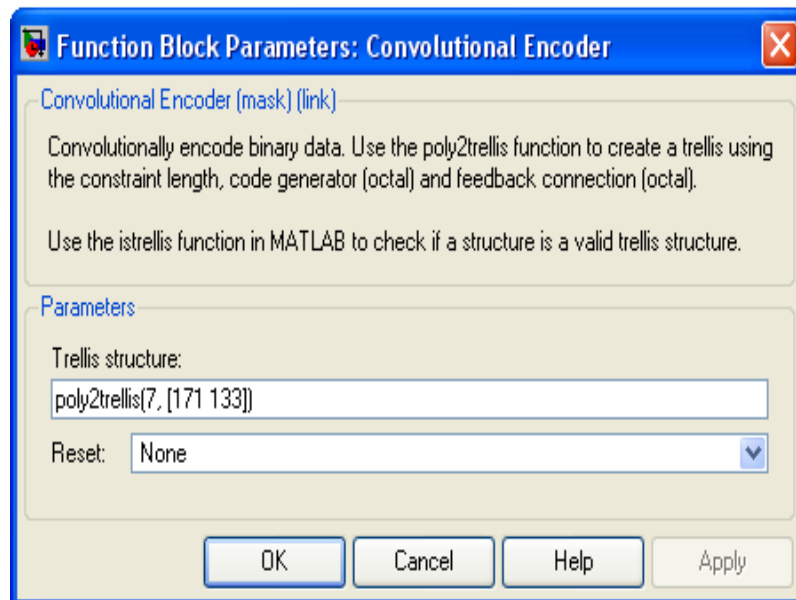 Function Block Parameters: Convolutional Encoder
Convolutional Encoder (mask) (link)
Convolutionally encode binary data. Use the poly2trellis function to create a trellis using
the constraint length, code generator (octal) and feedback connection (octal).
Use the istrellis function in MATLAB to check if a structure is a valid trellis structure.
Parameters
Trellis structure:
poly2trellis(7, [171 133])
Reset: None
OK Cancel Help Apply